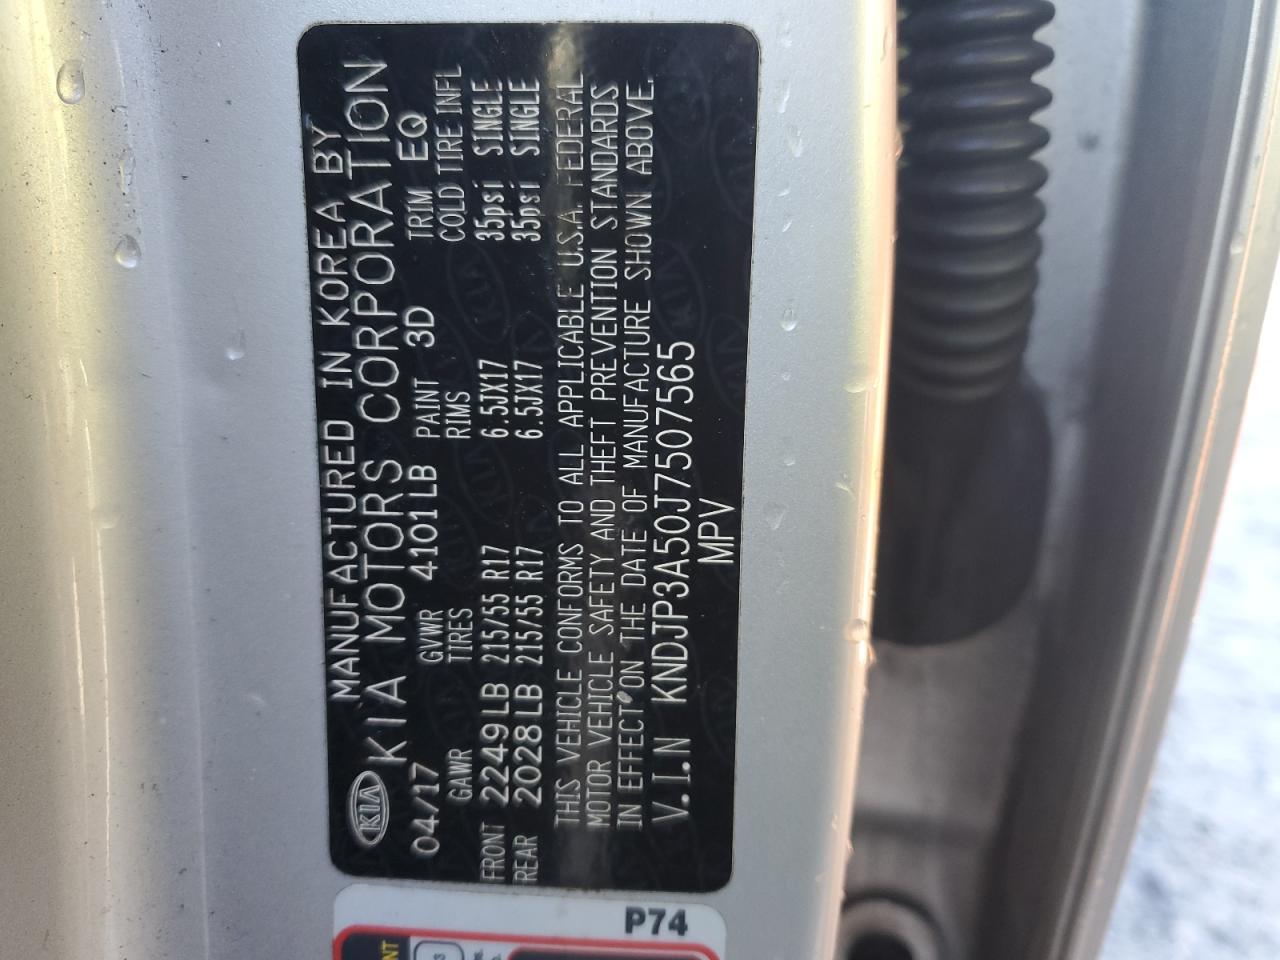 KIA MANUFACTURED IN KOREA BY
KIA MOTORS CORPORATION
04/17 GVWR 4101LB PAINT 3D TRIM EQ
GAWR TIRES RIMS COLD TIRE INFL
FRONT 2249LB 215/55 R17 6.5JX17 35psi SINGLE
REAR 2028LB 215/55 R17 6.5JX17 35psi SINGLE
THIS VEHICLE CONFORMS TO ALL APPLICABLE U.S.A. FEDERAL
MOTOR VEHICLE SAFETY AND THEFT PREVENTION STANDARDS
IN EFFECT ON THE DATE OF MANUFACTURE SHOWN ABOVE.
V.I.N KNDJP3A50J7507565
MPV
P74